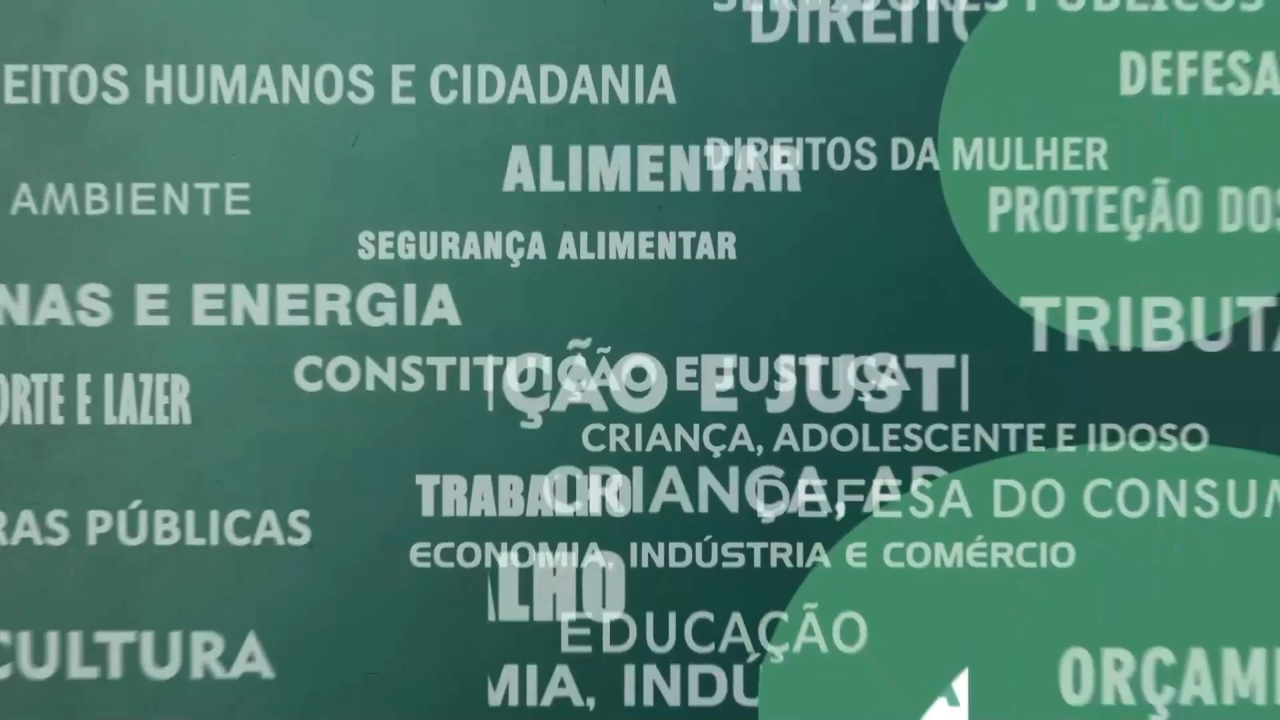 SERVIDORES PÚBLICOS
DIREITO
EITOS HUMANOS E CIDADANIA
DEFESA
ALIMENTAR
DIREITOS DA MULHER
AMBIENTE
PROTEÇÃO DOS
SEGURANÇA ALIMENTAR
NAS E ENERGIA
TRIBUTA
CONSTITUIÇÃO E JUSTIÇA
ÇÃO E JUSTI
ORTE E LAZER
CRIANÇA, ADOLESCENTE E IDOSO
TRABALHO
CRIANÇA, AD
DEFESA DO CONSUM
RAS PÚBLICAS
ECONOMIA, INDÚSTRIA E COMÉRCIO
LHO
EDUCAÇÃO
CULTURA
MIA, INDÚ
ORÇAME